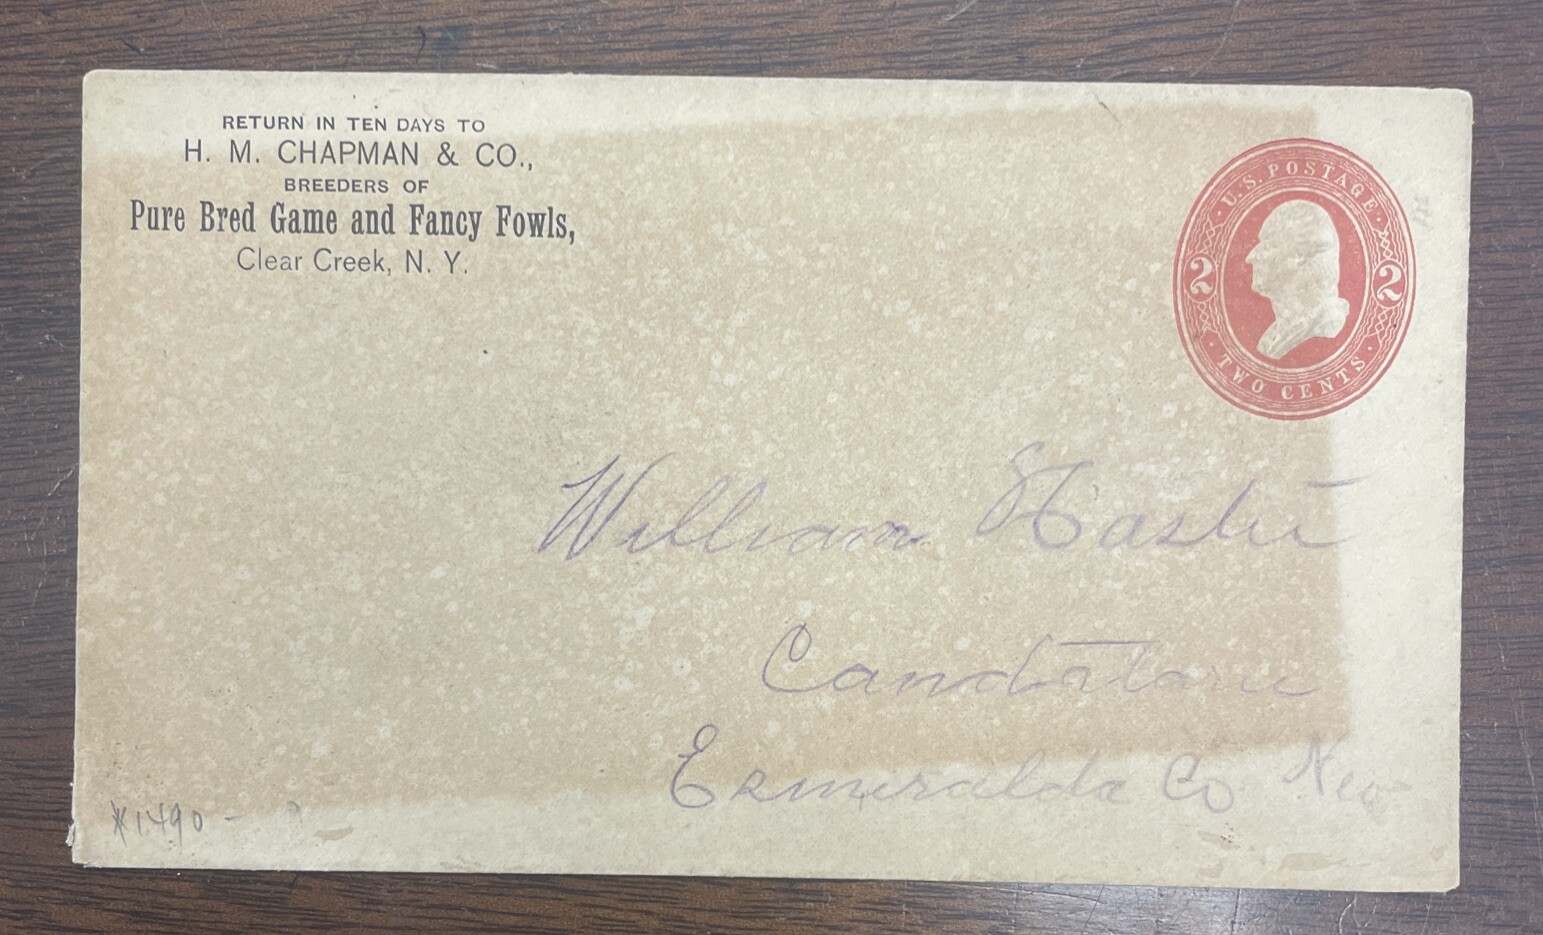 RETURN IN TEN DAYS TO
H. M. CHAPMAN & CO.,
BREEDERS OF
Pure Bred Game and Fancy Fowls,
Clear Creek, N. Y.
U.S. POSTAGE
2 2
TWO CENTS
William
Esmeralda Co Nev
1490 -